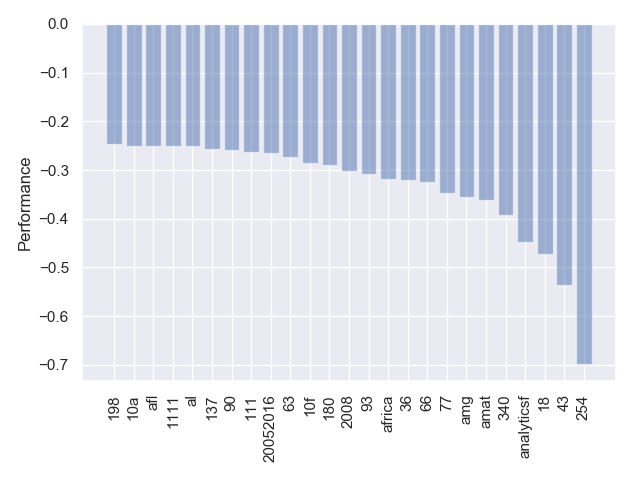 0.0
−0.1
−0.2
−0.3
−0.4
−0.5
−0.6
−0.7
Performance
198
10a
afl
1111
al
137
90
111
20052016
63
10f
180
2008
93
africa
36
66
77
amg
amat
340
analyticsf
18
43
254